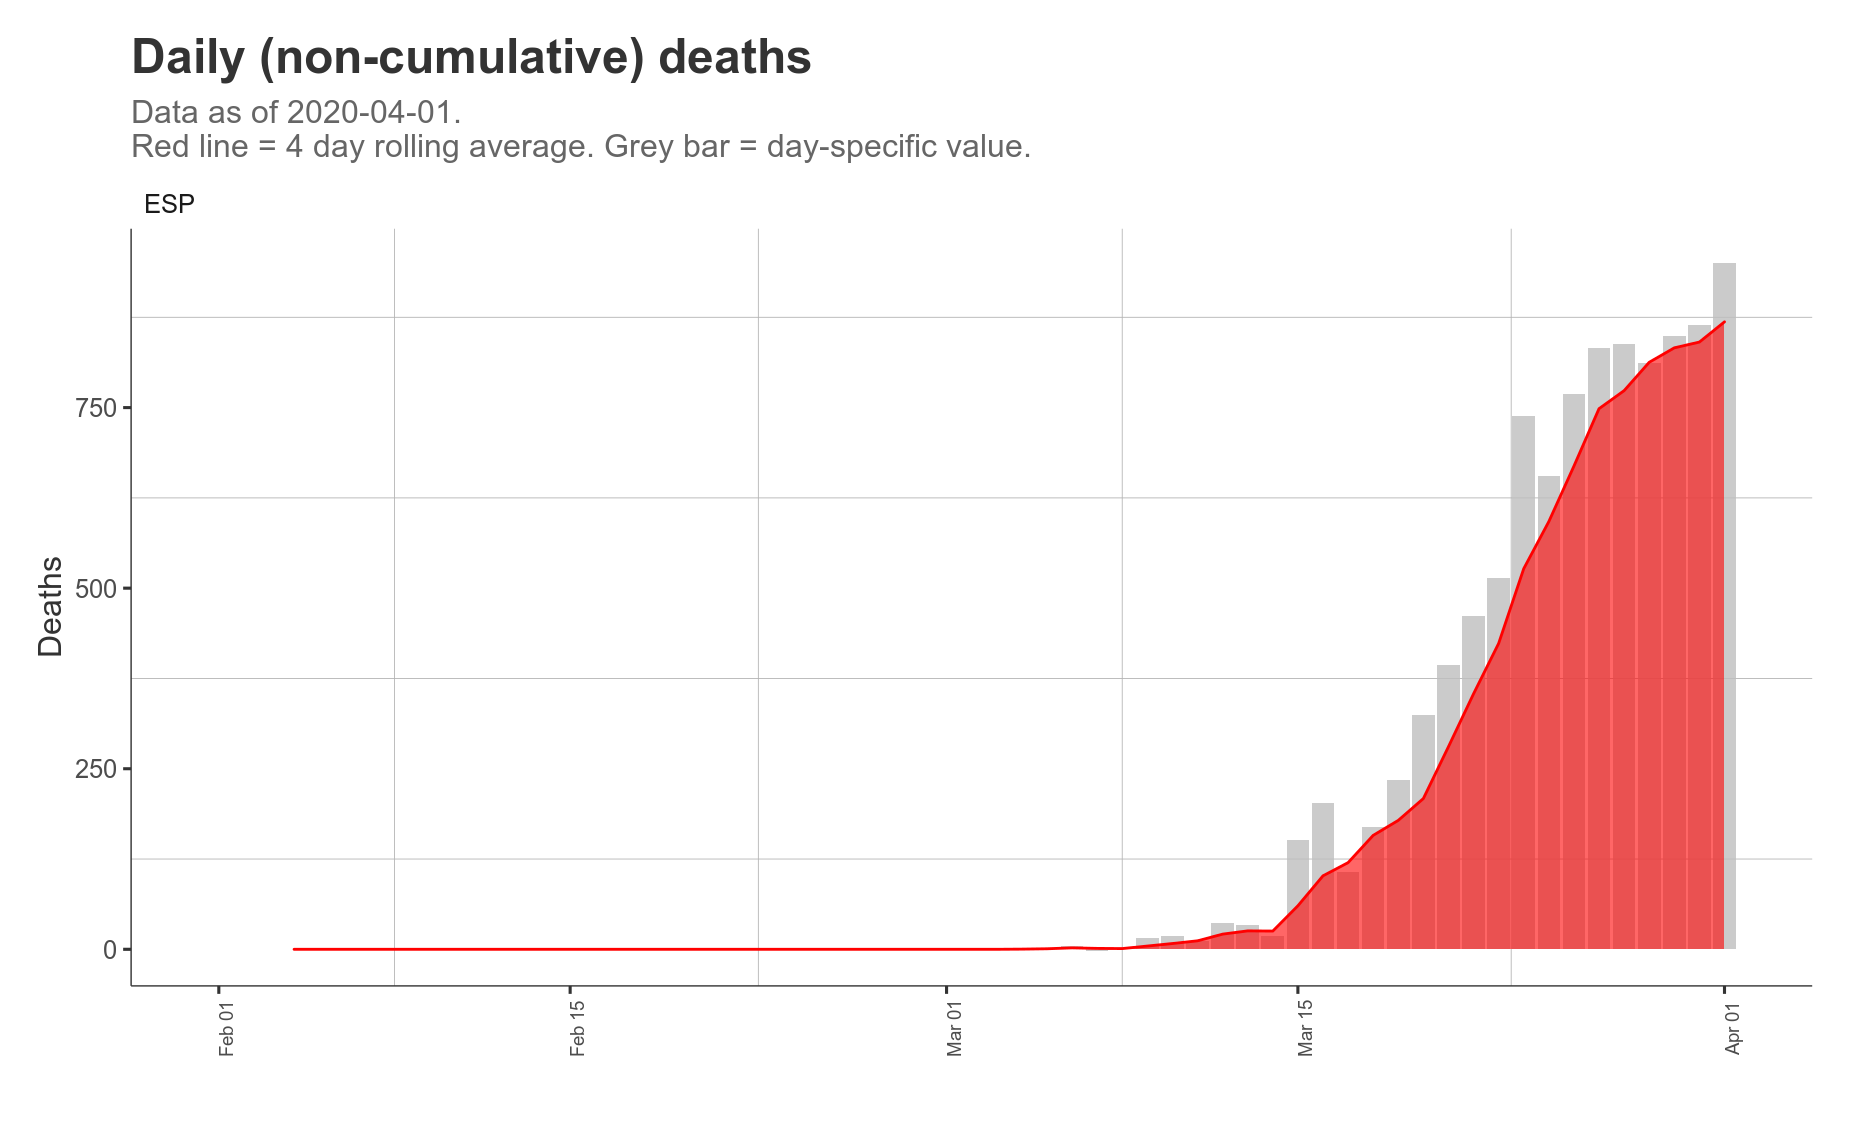 Daily (non-cumulative) deaths
Data as of 2020-04-01.
Red line = 4 day rolling average. Grey bar = day-specific value.
ESP
Deaths
750
500
250
0
Feb 01
Feb 15
Mar 01
Mar 15
Apr 01